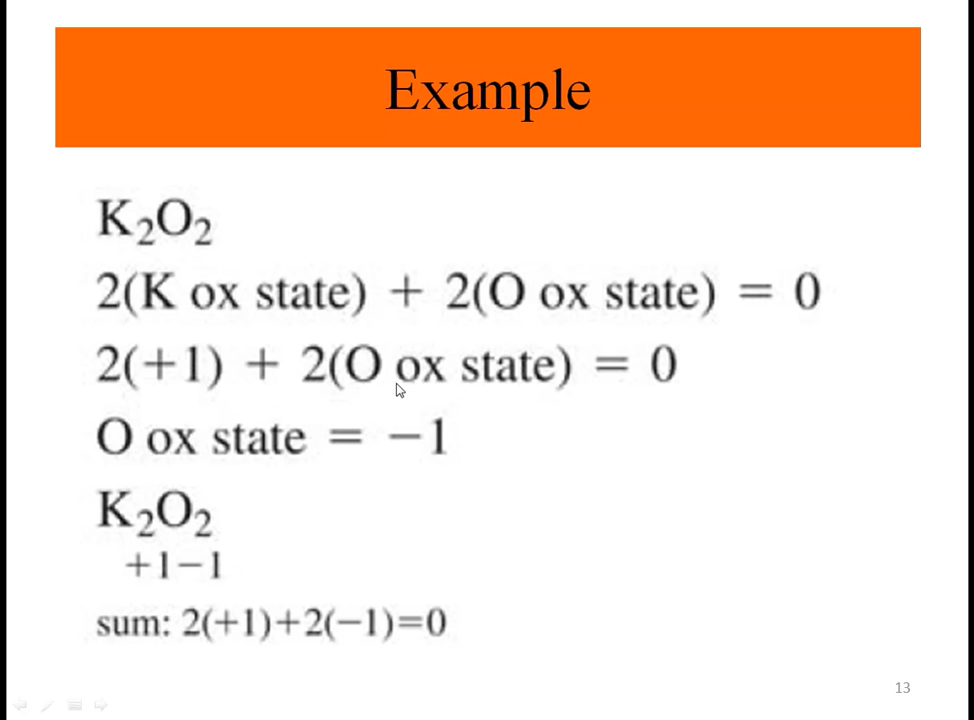 Example
K₂O₂
2(K ox state) + 2(O ox state) = 0
2(+1) + 2(O ox state) = 0
O ox state = −1
K₂O₂
+1−1
sum: 2(+1)+2(−1)=0
13